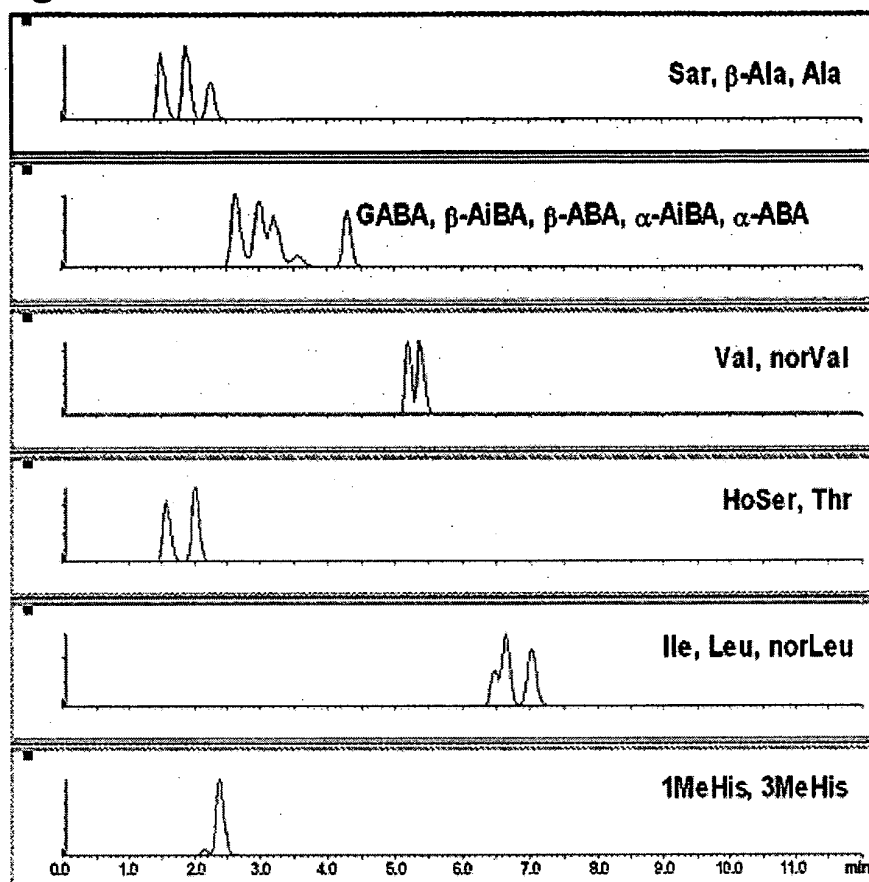 Sar, β-Ala, Ala
GABA, β-AiBA, β-ABA, α-AiBA, α-ABA
Val, norVal
HoSer, Thr
Ile, Leu, norLeu
1MeHis, 3MeHis
0.0 1.0 2.0 3.0 4.0 5.0 6.0 7.0 8.0 9.0 10.0 11.0 min